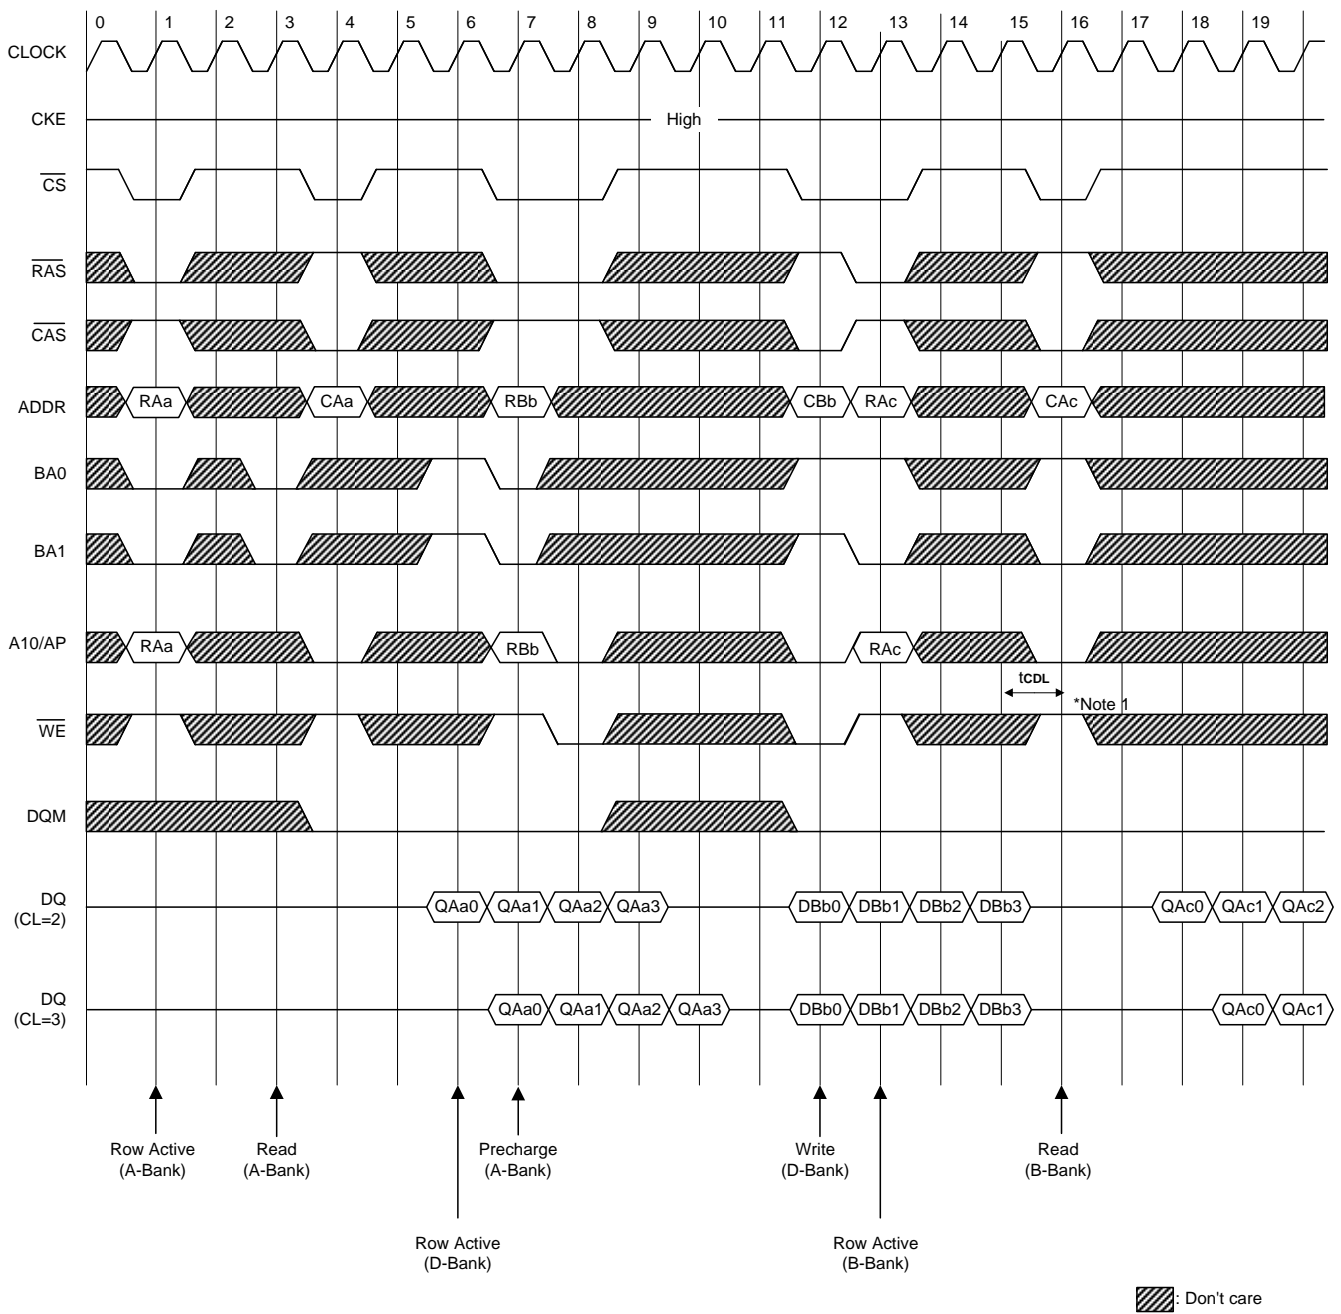 0 1 2 3 4 5 6 7 8 9 10 11 12 13 14 15 16 17 18 19
CLOCK
CKE High
CS
RAS
CAS
ADDR RAa CAa RBb CBb RAc CAc
BA0
BA1
A10/AP RAa RBb RAc
tCDL
*Note 1
WE
DQM
DQ
(CL=2)
QAa0 QAa1 QAa2 QAa3 DBb0 DBb1 DBb2 DBb3 QAc0 QAc1 QAc2
DQ
(CL=3)
QAa0 QAa1 QAa2 QAa3 DBb0 DBb1 DBb2 DBb3 QAc0 QAc1
Row Active
(A-Bank)
Read
(A-Bank)
Precharge
(A-Bank)
Write
(D-Bank)
Read
(B-Bank)
Row Active
(D-Bank)
Row Active
(B-Bank)
: Don't care